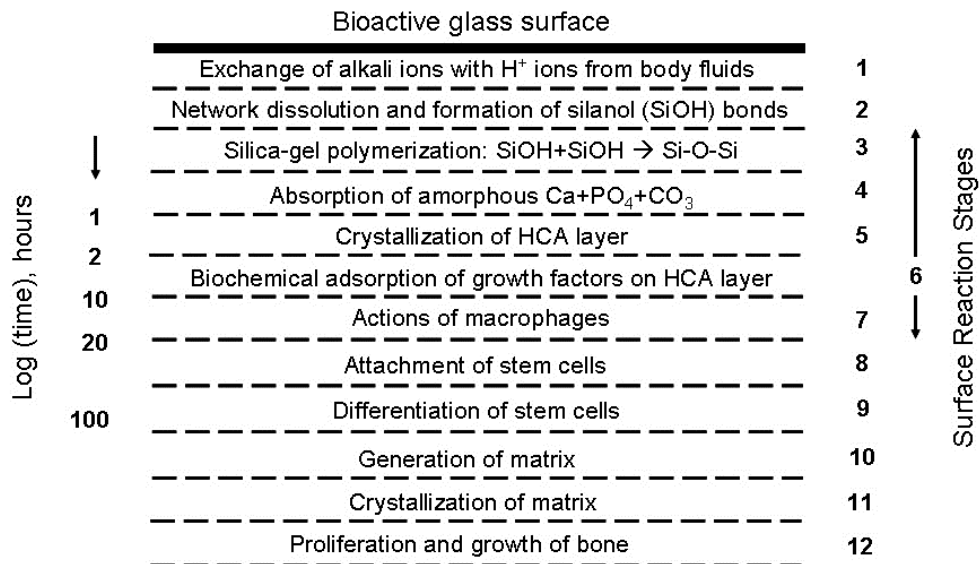 Bioactive glass surface
Exchange of alkali ions with H⁺ ions from body fluids 1
Network dissolution and formation of silanol (SiOH) bonds 2
Silica-gel polymerization: SiOH+SiOH → Si-O-Si 3
Absorption of amorphous Ca+PO₄+CO₃ 4
1
Crystallization of HCA layer 5
2
Biochemical adsorption of growth factors on HCA layer 6
10
Actions of macrophages 7
20
Attachment of stem cells 8
100
Differentiation of stem cells 9
Generation of matrix 10
Crystallization of matrix 11
Proliferation and growth of bone 12
Log (time), hours
Surface Reaction Stages